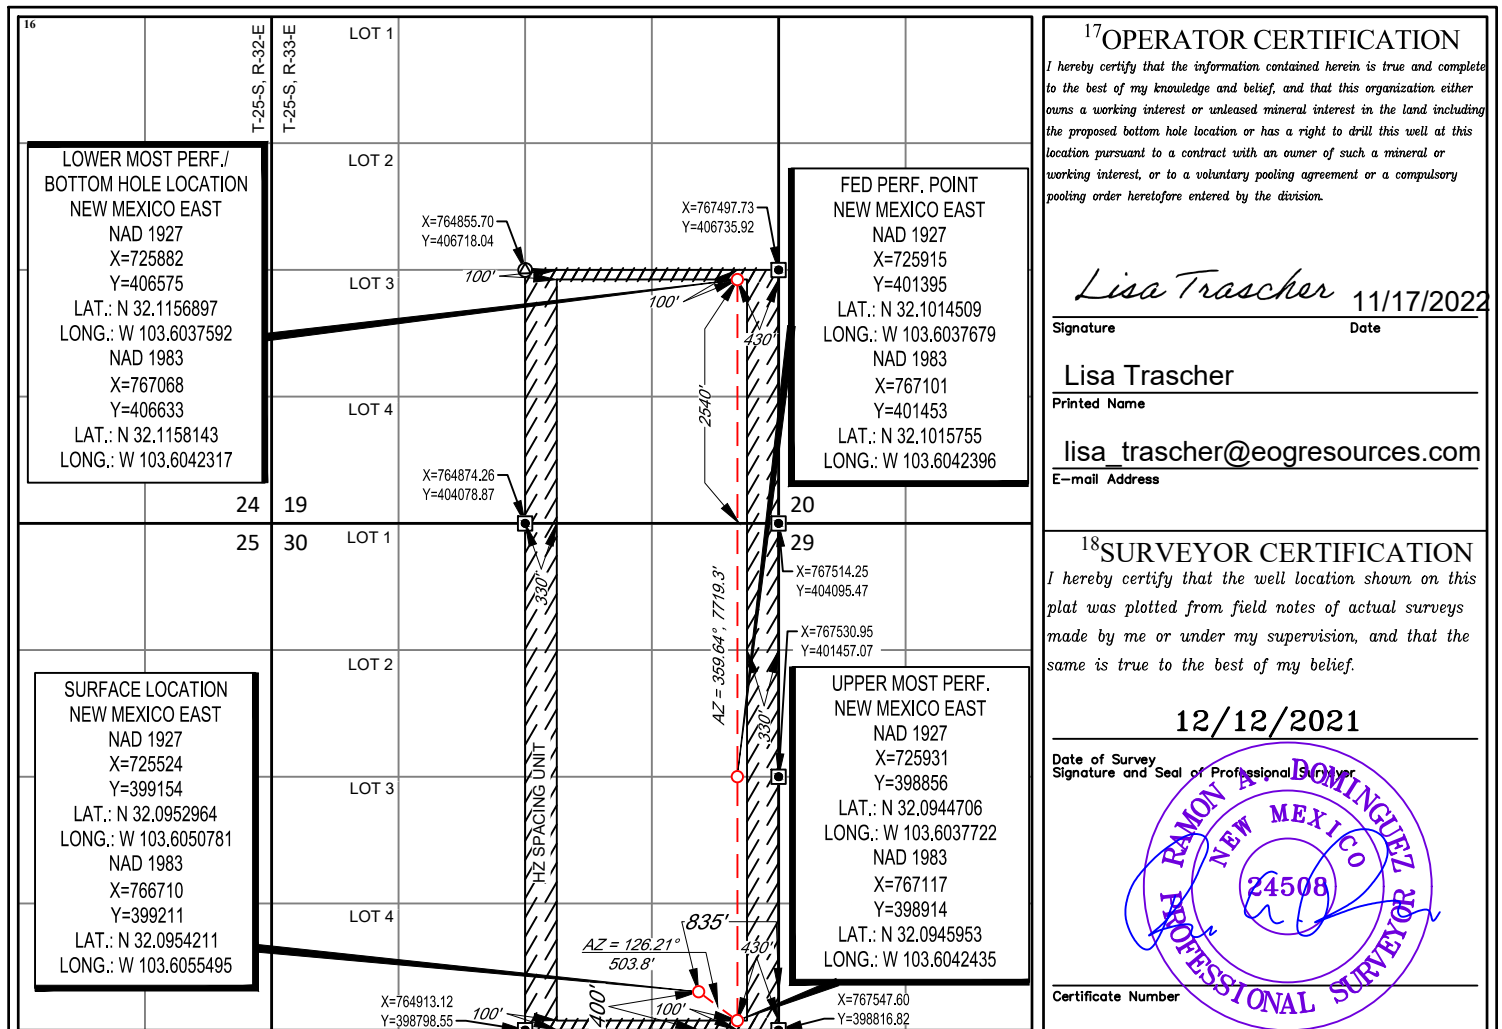 16
T-25-S, R-32-E
T-25-S, R-33-E
LOT 1
LOT 2
LOT 3
LOT 4
24 19
20
25 30
29
LOT 1
LOT 2
LOT 3
LOT 4
LOWER MOST PERF./
BOTTOM HOLE LOCATION
NEW MEXICO EAST
NAD 1927
X=725882
Y=406575
LAT.: N 32.1156897
LONG.: W 103.6037592
NAD 1983
X=767068
Y=406633
LAT.: N 32.1158143
LONG.: W 103.6042317
X=764855.70
Y=406718.04
X=767497.73
Y=406735.92
100'
100'
430'
2540'
FED PERF. POINT
NEW MEXICO EAST
NAD 1927
X=725915
Y=401395
LAT.: N 32.1014509
LONG.: W 103.6037679
NAD 1983
X=767101
Y=401453
LAT.: N 32.1015755
LONG.: W 103.6042396
X=764874.26
Y=404078.87
330'
X=767514.25
Y=404095.47
AZ = 359.64°, 7719.3'
X=767530.95
Y=401457.07
330'
HZ SPACING UNIT
SURFACE LOCATION
NEW MEXICO EAST
NAD 1927
X=725524
Y=399154
LAT.: N 32.0952964
LONG.: W 103.6050781
NAD 1983
X=766710
Y=399211
LAT.: N 32.0954211
LONG.: W 103.6055495
UPPER MOST PERF.
NEW MEXICO EAST
NAD 1927
X=725931
Y=398856
LAT.: N 32.0944706
LONG.: W 103.6037722
NAD 1983
X=767117
Y=398914
LAT.: N 32.0945953
LONG.: W 103.6042435
835'
AZ = 126.21°
503.8'
430'
400'
100'
100'
X=764913.12
Y=398798.55
X=767547.60
Y=398816.82
17OPERATOR CERTIFICATION
I hereby certify that the information contained herein is true and complete
to the best of my knowledge and belief, and that this organization either
owns a working interest or unleased mineral interest in the land including
the proposed bottom hole location or has a right to drill this well at this
location pursuant to a contract with an owner of such a mineral or
working interest, or to a voluntary pooling agreement or a compulsory
pooling order heretofore entered by the division.
Lisa Trascher 11/17/2022
Signature Date
Lisa Trascher
Printed Name
lisa_trascher@eogresources.com
E-mail Address
18SURVEYOR CERTIFICATION
I hereby certify that the well location shown on this
plat was plotted from field notes of actual surveys
made by me or under my supervision, and that the
same is true to the best of my belief.
12/12/2021
Date of Survey
Signature and Seal of Professional Surveyor
RAMON A. DOMINGUEZ
NEW MEXICO
24508
PROFESSIONAL SURVEYOR
Certificate Number